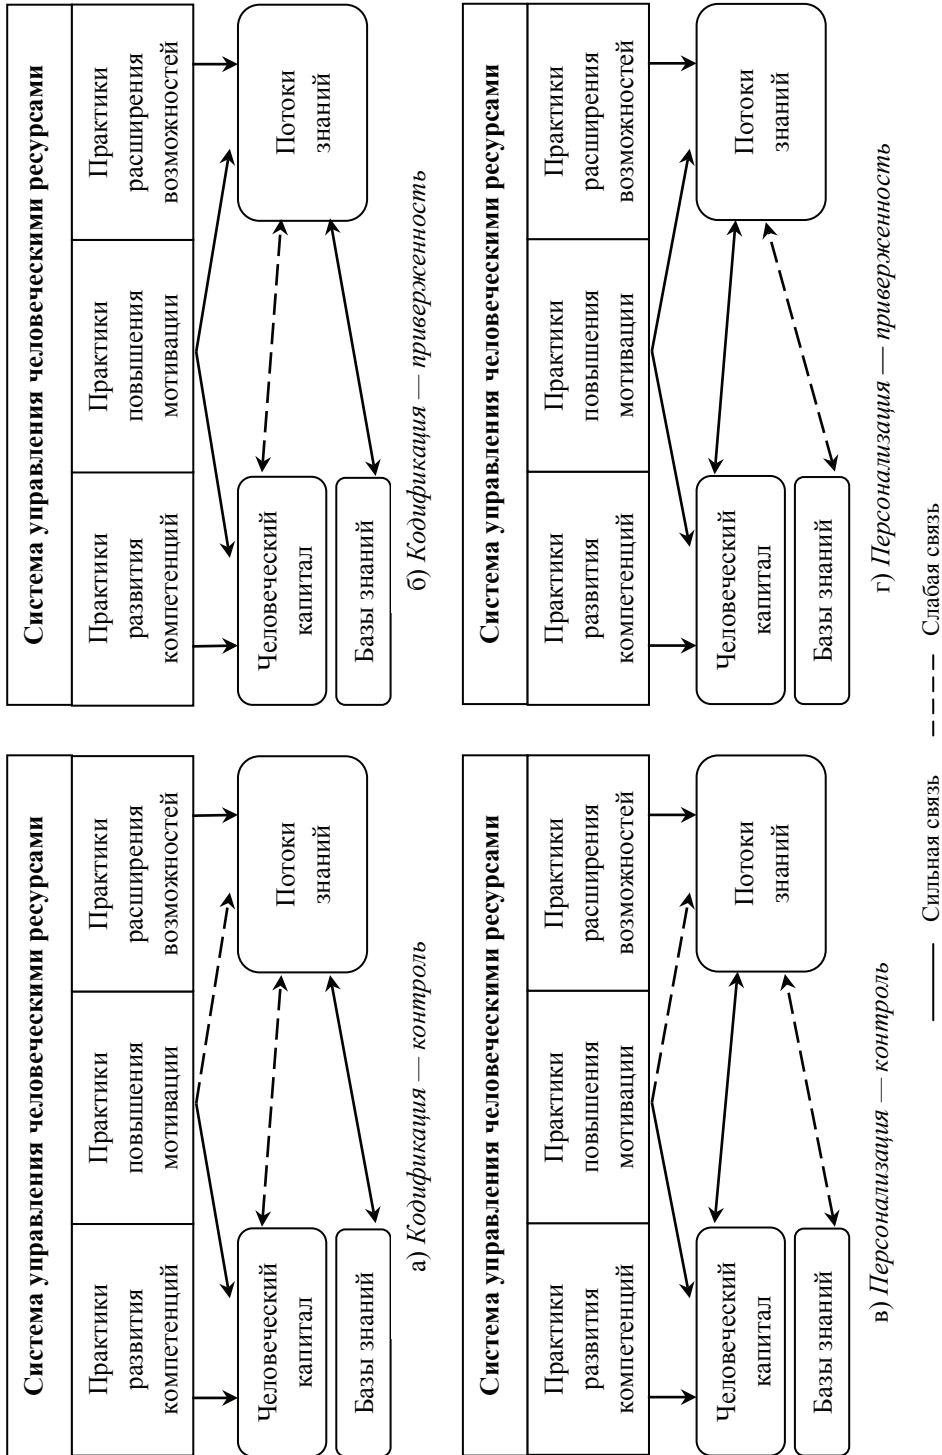 Система управления человеческими ресурсами
Практики
развития
компетенций
Практики
повышения
мотивации
Практики
расширения
возможностей
Человеческий
капитал
Базы знаний
Потоки
знаний
а) Кодификация — контроль
Система управления человеческими ресурсами
Практики
развития
компетенций
Практики
повышения
мотивации
Практики
расширения
возможностей
Человеческий
капитал
Базы знаний
Потоки
знаний
б) Кодификация — приверженность
Система управления человеческими ресурсами
Практики
развития
компетенций
Практики
повышения
мотивации
Практики
расширения
возможностей
Человеческий
капитал
Базы знаний
Потоки
знаний
в) Персонализация — контроль
Система управления человеческими ресурсами
Практики
развития
компетенций
Практики
повышения
мотивации
Практики
расширения
возможностей
Человеческий
капитал
Базы знаний
Потоки
знаний
г) Персонализация — приверженность
Сильная связь
Слабая связь